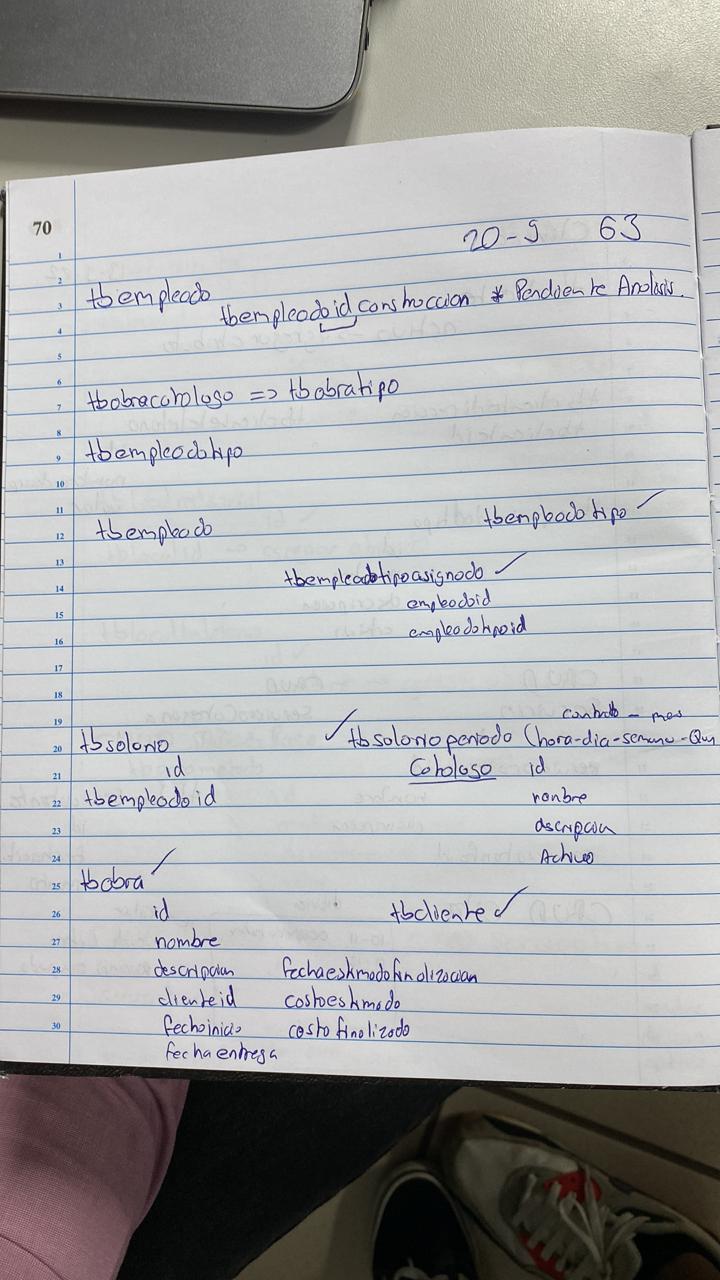 70
20-9 63
1
2
3 tbempleado
tbempleadoidconstruccion * Pendiente Analisis.
4
5
6
7 tbobracatalogo => tbobratipo
8
9 tbempleadotipo
10
11 tbempleadotipo ✓
12 tbempleado
13
14 tbempleadotipoasignado ✓
15 empleadoid
16 empleadotipoid
17
18
19 contrato - mes
20 tbsalario ✓ tbsalarioperiodo (hora-dia-semana-Quin
21 id Catalogo id
22 tbempleadoid nombre
23 descripcion
24 Activo
25 tbobra ✓
26 id tbcliente ✓
27 nombre
28 descripcion fechaestimadofinalizacion
29 clienteid costoestimado
30 fechainicio costofinalizado
fechaentrega